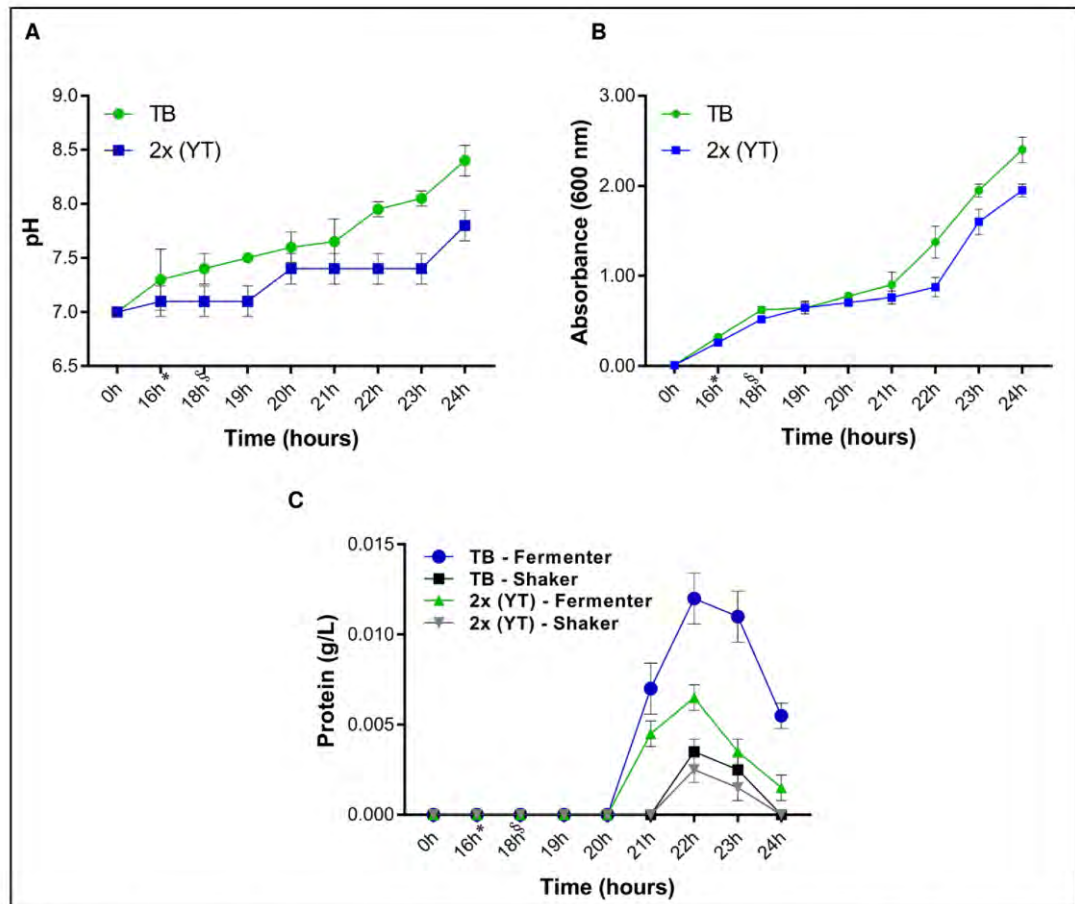 A
pH
9.0
8.5
8.0
7.5
7.0
6.5
TB
2x (YT)
0h
16h*
18h§
19h
20h
21h
22h
23h
24h
Time (hours)
B
Absorbance (600 nm)
3.00
2.00
1.00
0.00
TB
2x (YT)
0h
16h*
18h§
19h
20h
21h
22h
23h
24h
Time (hours)
C
Protein (g/L)
0.015
0.010
0.005
0.000
TB - Fermenter
TB - Shaker
2x (YT) - Fermenter
2x (YT) - Shaker
0h
16h*
18h§
19h
20h
21h
22h
23h
24h
Time (hours)